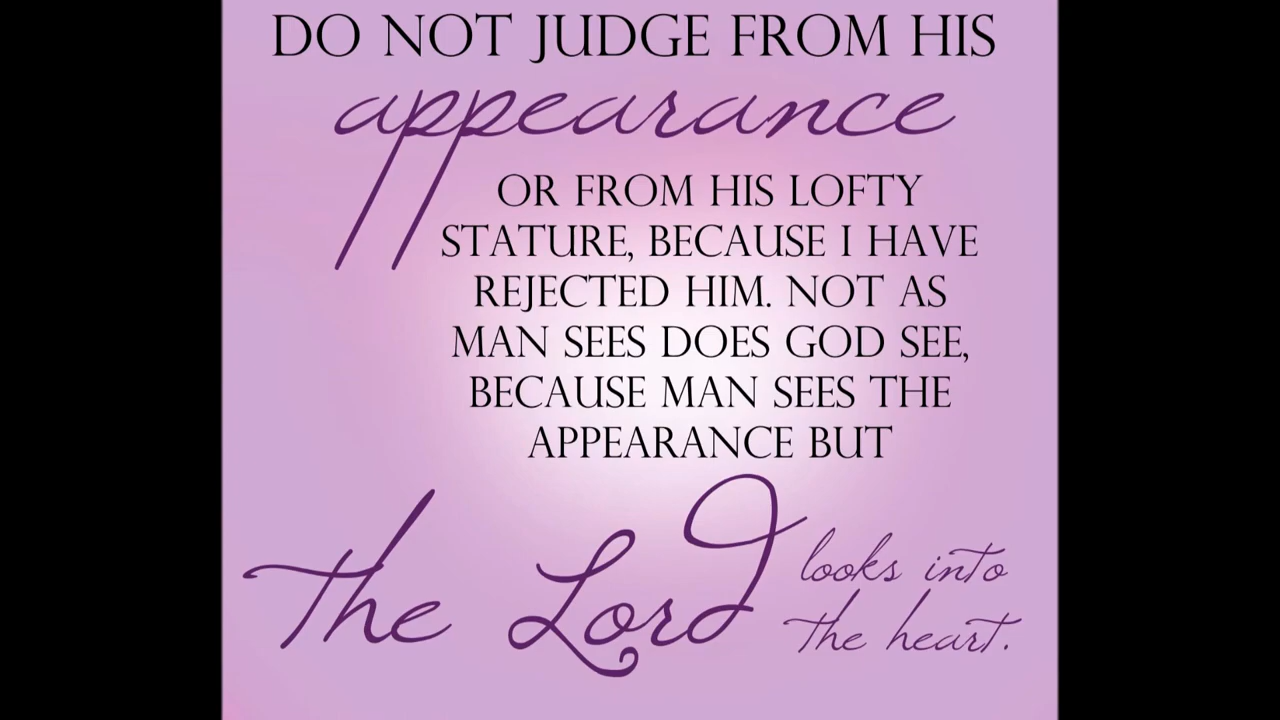 DO NOT JUDGE FROM HIS
appearance
OR FROM HIS LOFTY
STATURE, BECAUSE I HAVE
REJECTED HIM. NOT AS
MAN SEES DOES GOD SEE,
BECAUSE MAN SEES THE
APPEARANCE BUT
The Lord
looks into
the heart.